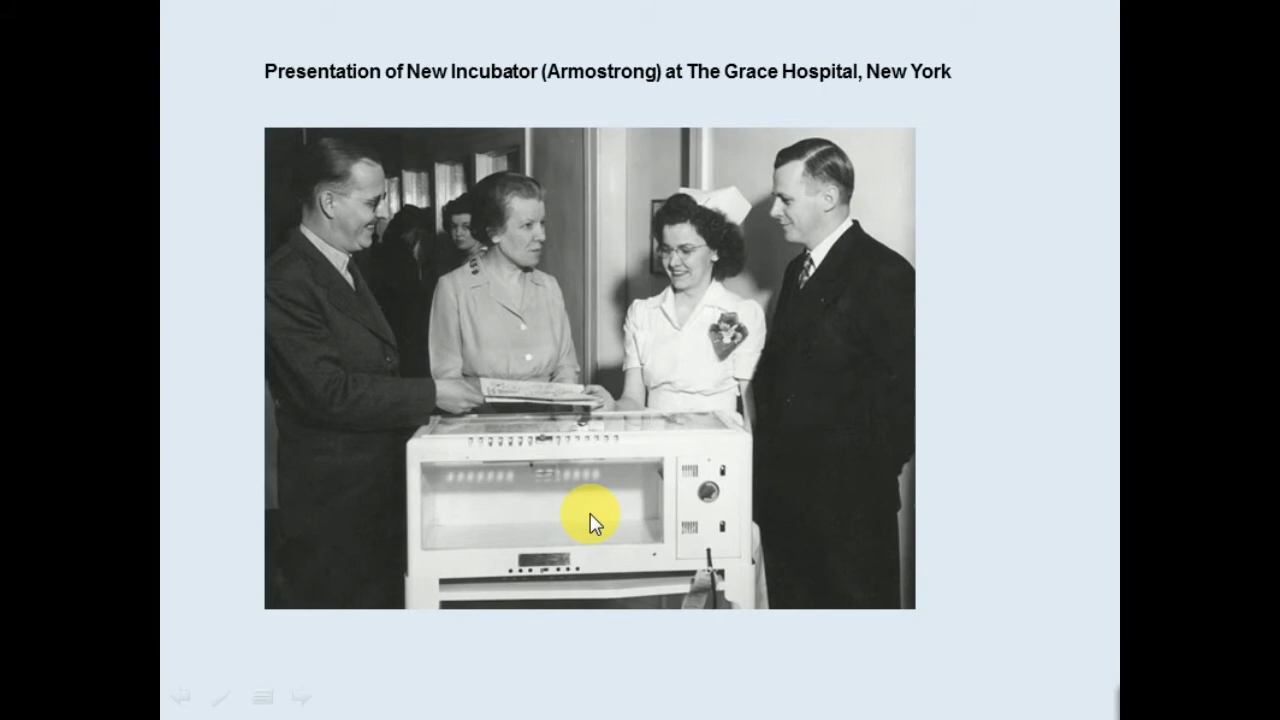 Presentation of New Incubator (Armostrong) at The Grace Hospital, New York